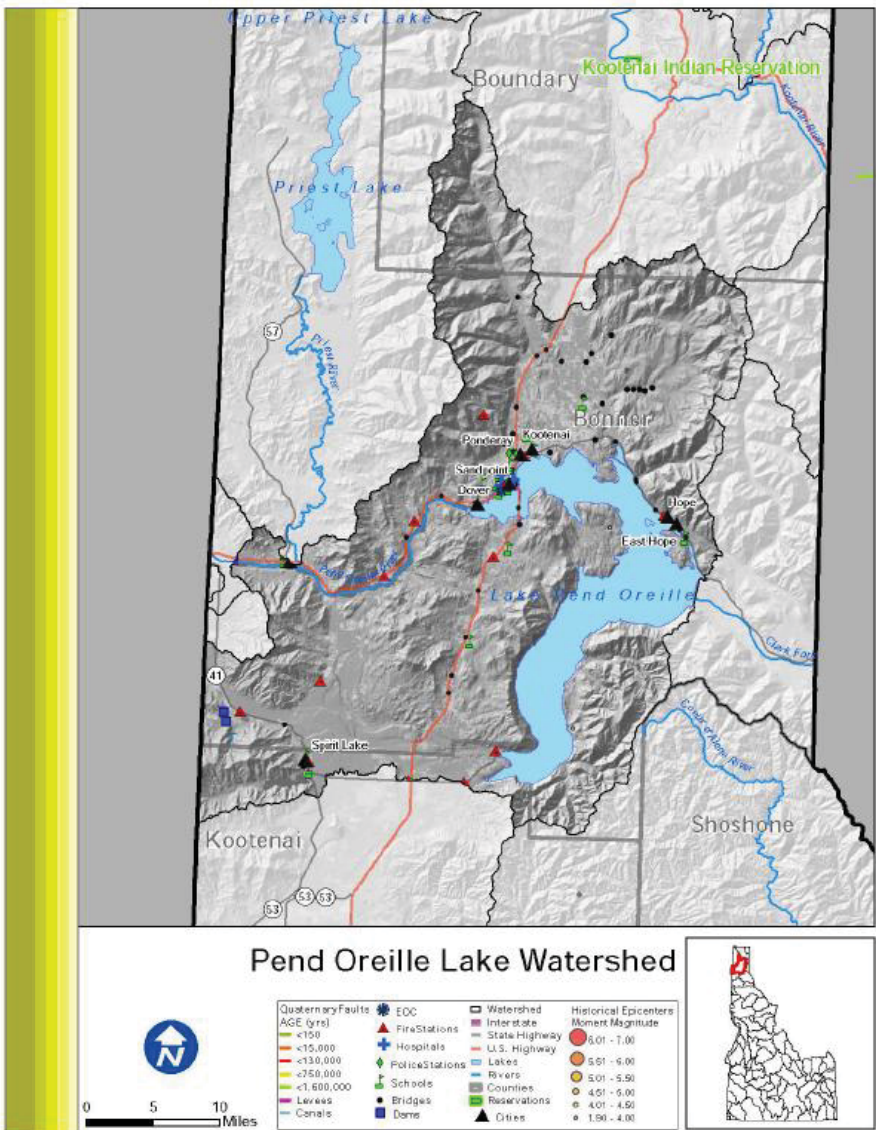 Upper Priest Lake
Kootenai Indian Reservation
Boundary
Kootenai River
Priest Lake
57
Priest River
Bonner
Ponderay
Kootenai
Sandpoint
Dover
Hope
East Hope
Pend Oreille River
Lake Pend Oreille
Clark Fork
41
Spirit Lake
Coeur d'Alene River
Kootenai
Shoshone
53
53
53
Pend Oreille Lake Watershed
N
0 5 10
Miles
Quaternary Faults
AGE (yrs)
<150
<15,000
<130,000
<750,000
<1,600,000
Levees
Canals
EOC
FireStations
Hospitals
PoliceStations
Schools
Bridges
Dams
Watershed
Interstate
State Highway
U.S. Highway
Lakes
Rivers
Counties
Reservations
Cities
Historical Epicenters
Moment Magnitude
6.01 - 7.00
5.51 - 6.00
5.01 - 5.50
4.51 - 5.00
4.01 - 4.50
1.90 - 4.00